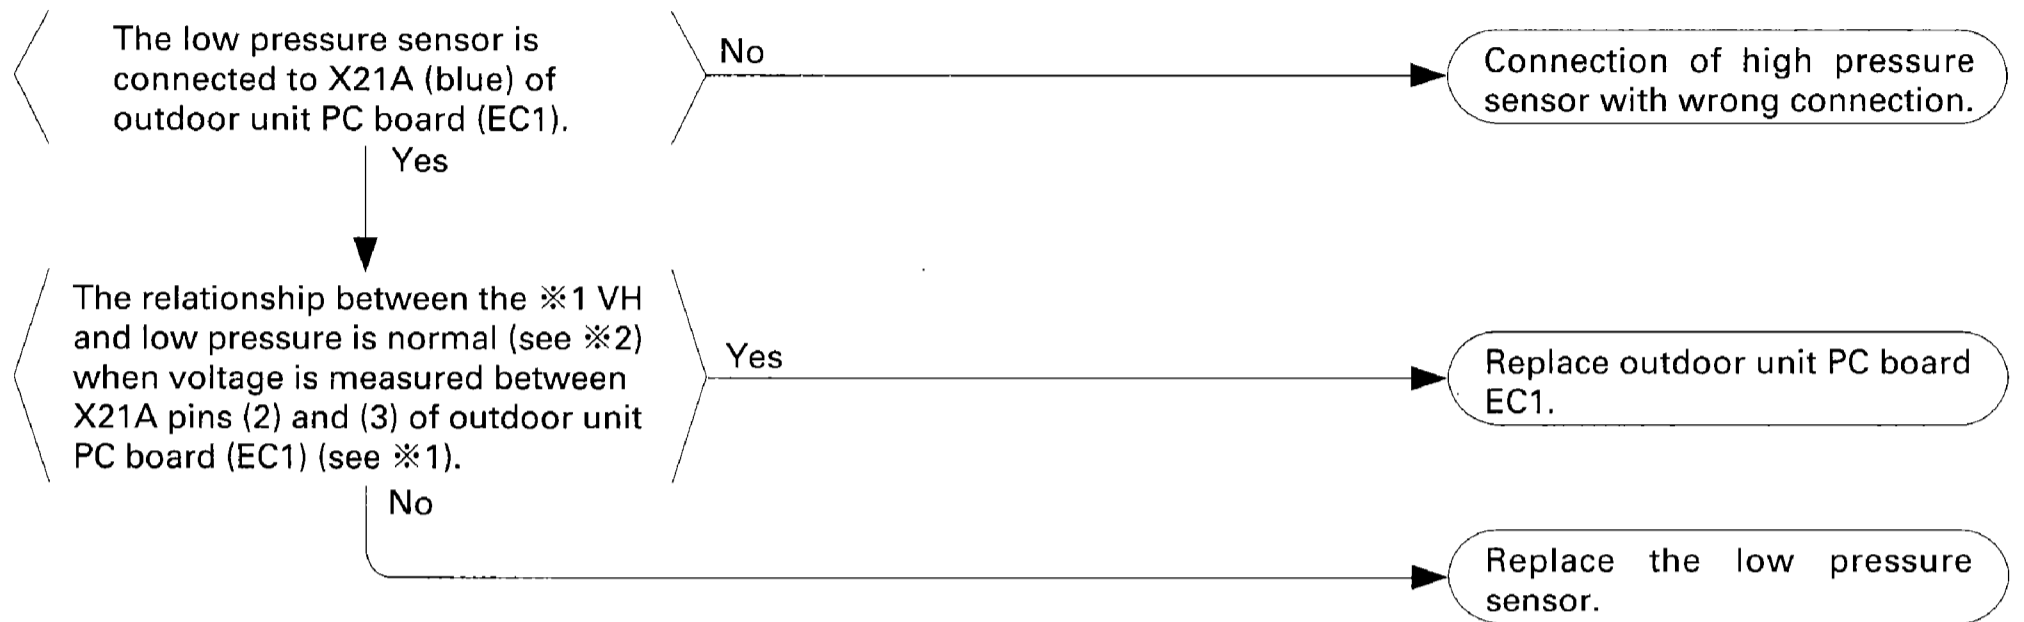 The low pressure sensor is
connected to X21A (blue) of
outdoor unit PC board (EC1).
No
Connection of high pressure
sensor with wrong connection.
Yes
The relationship between the ※1 VH
and low pressure is normal (see ※2)
when voltage is measured between
X21A pins (2) and (3) of outdoor unit
PC board (EC1) (see ※1).
Yes
Replace outdoor unit PC board
EC1.
No
Replace the low pressure
sensor.